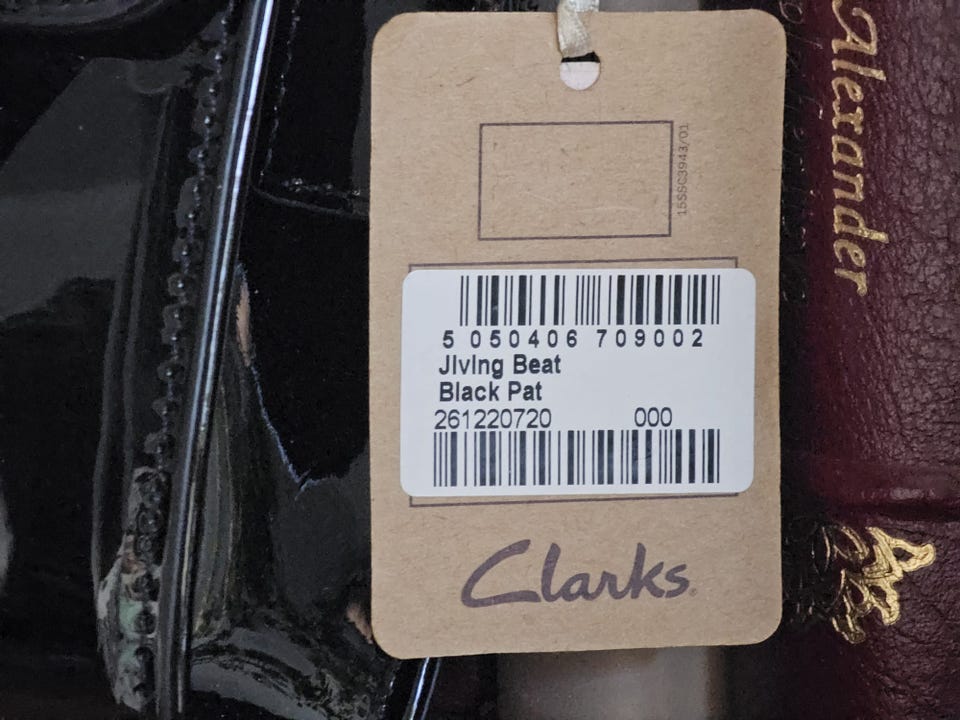 15SSC3943/01
5 050406 709002
Jiving Beat
Black Pat
261220720 000
Clarks®
Alexander